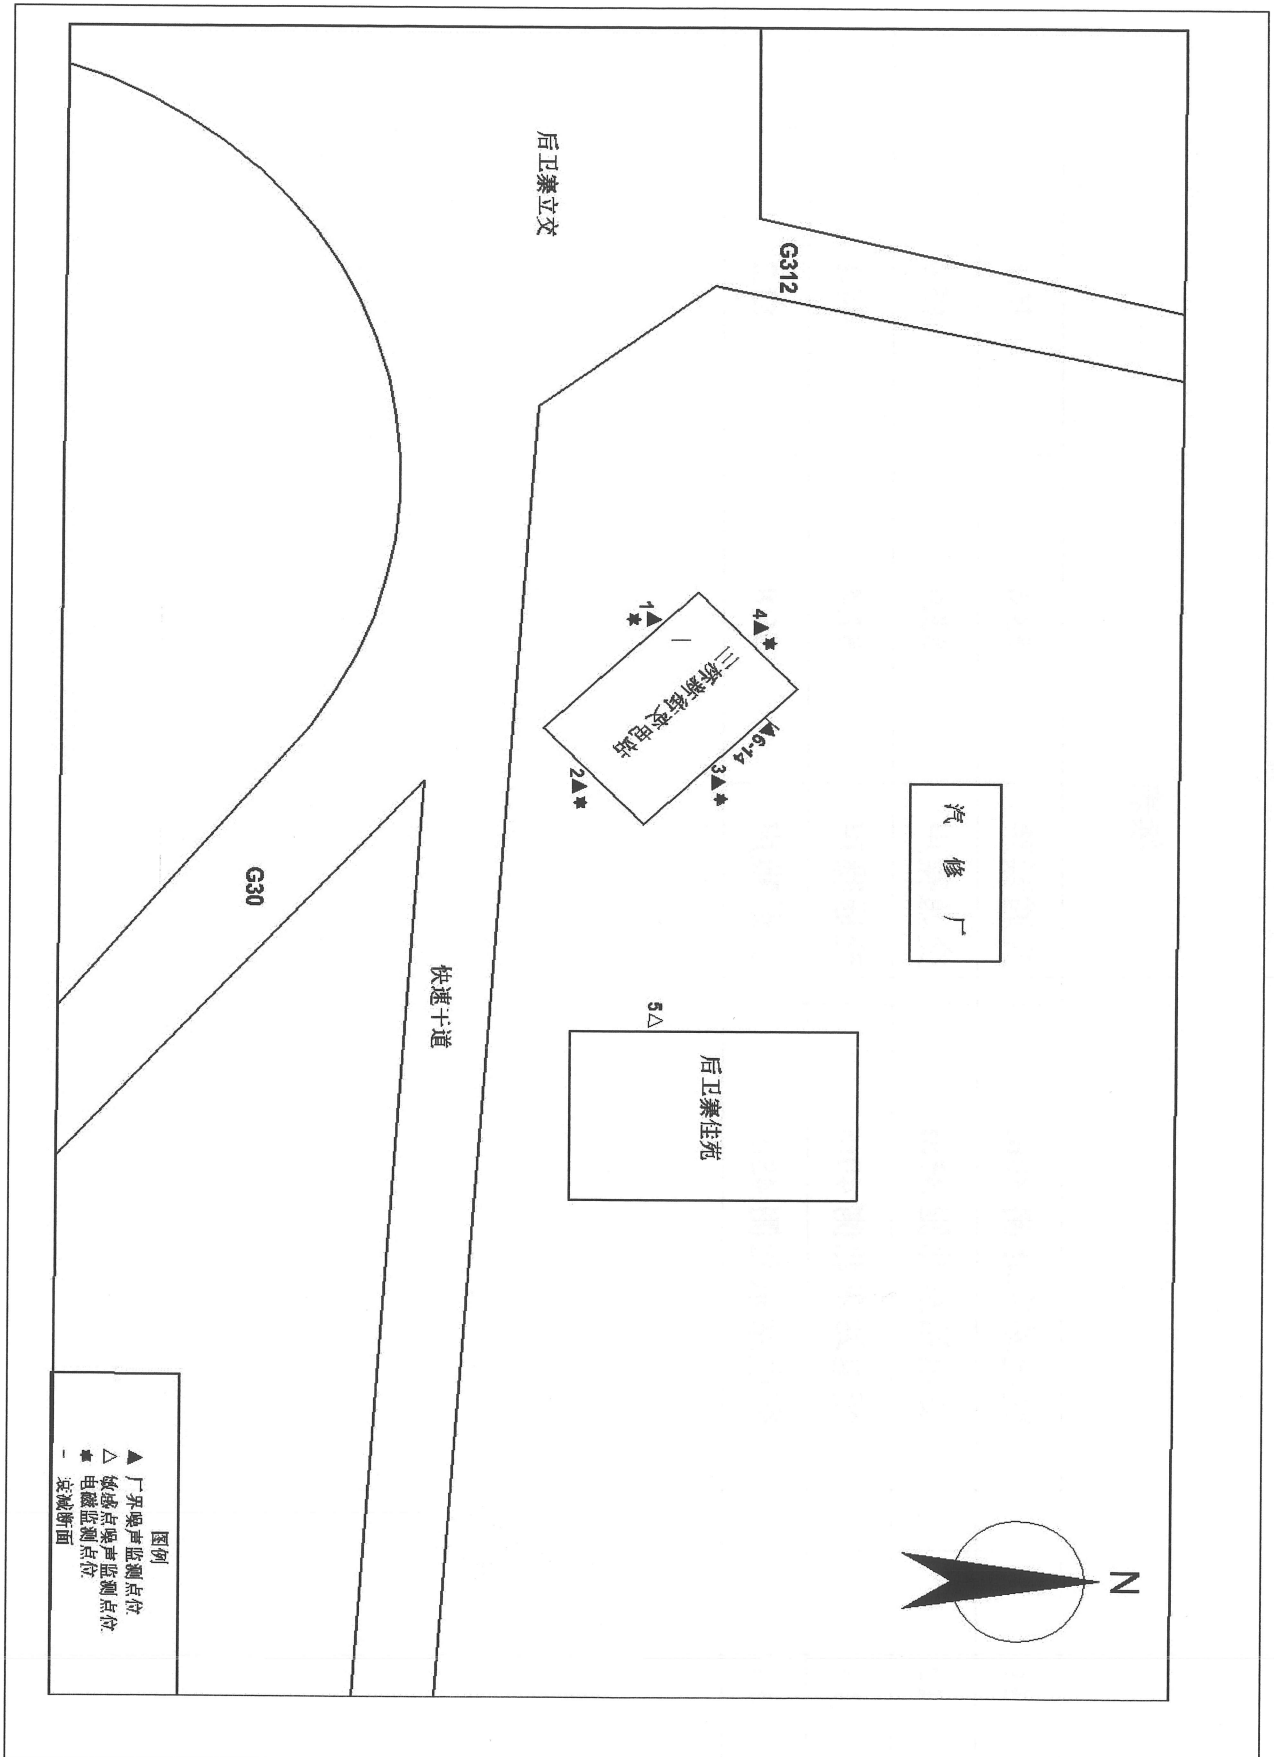 后卫寨立交
G312
4
1
三桥新街变电站
6-14
3
2
汽修厂
G30
快速干道
5
后卫寨佳苑
N
图例
▲ 厂界噪声监测点位
△ 敏感点噪声监测点位
★ 电磁监测点位
- 衰减断面